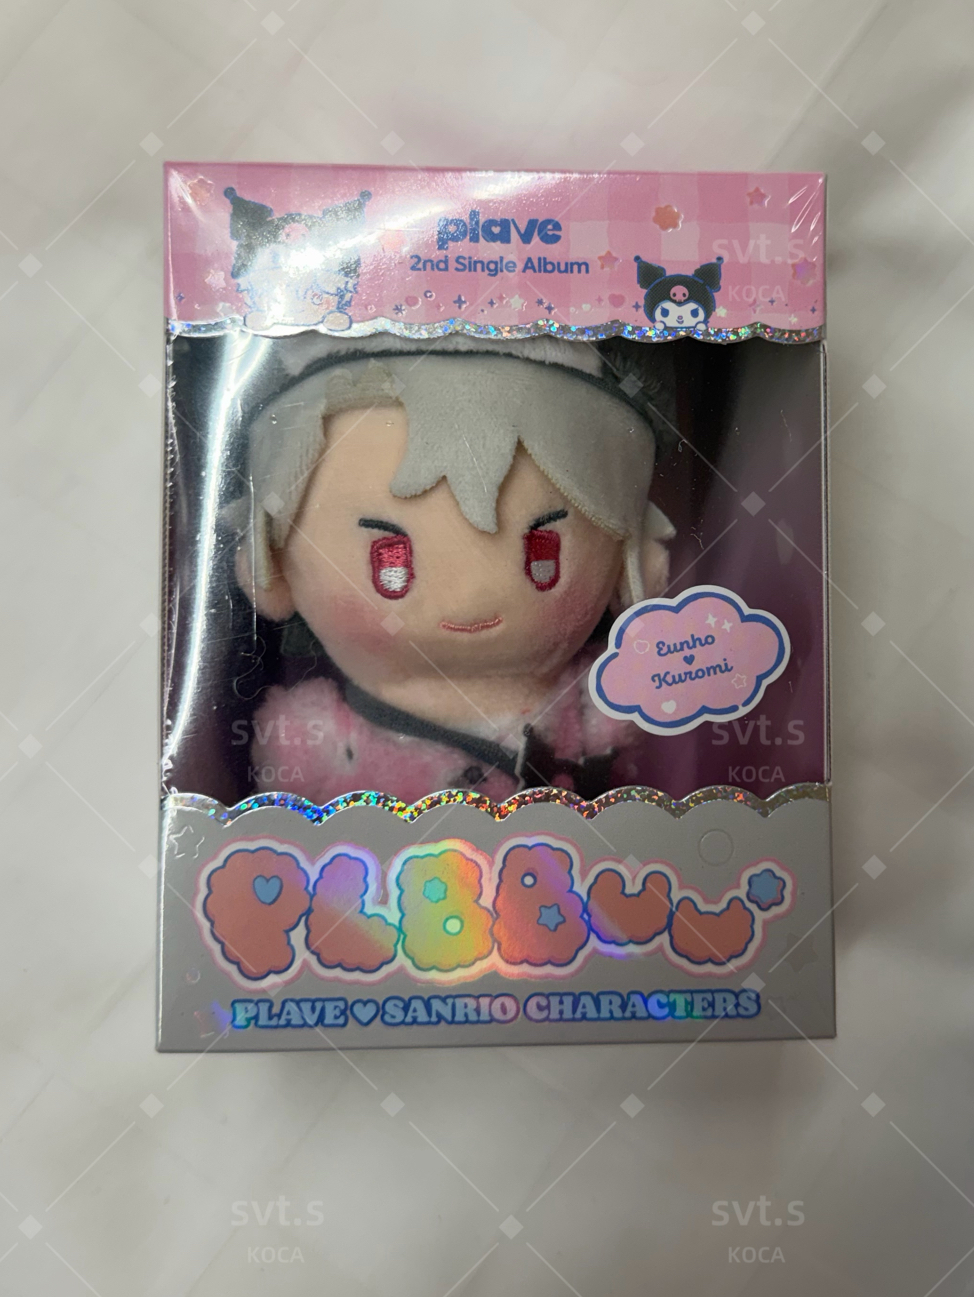 plave
2nd Single Album
svt.s
KOCA
Eunho
Kuromi
svt.s
KOCA
svt.s
KOCA
PLBBUU
PLAVE SANRIO CHARACTERS
svt.s
KOCA
svt.s
KOCA